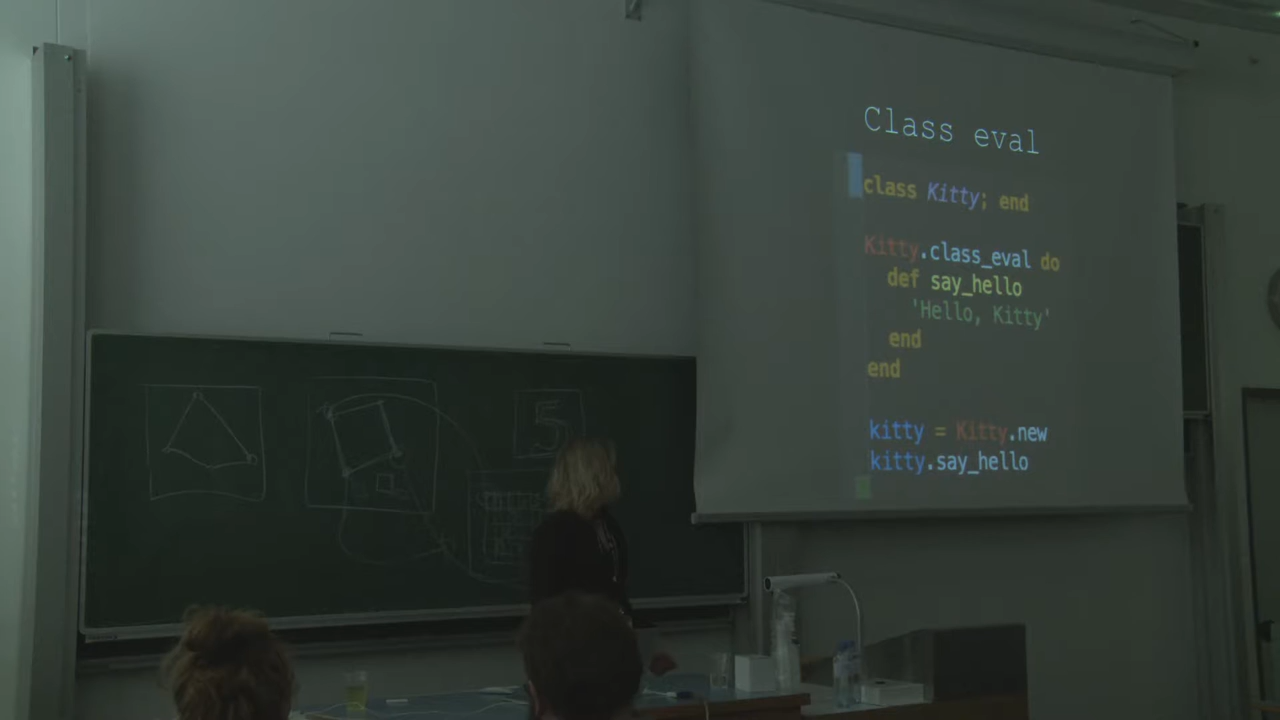 Class eval
class Kitty; end
Kitty.class_eval do
def say_hello
'Hello, Kitty'
end
end
kitty = Kitty.new
kitty.say_hello
5